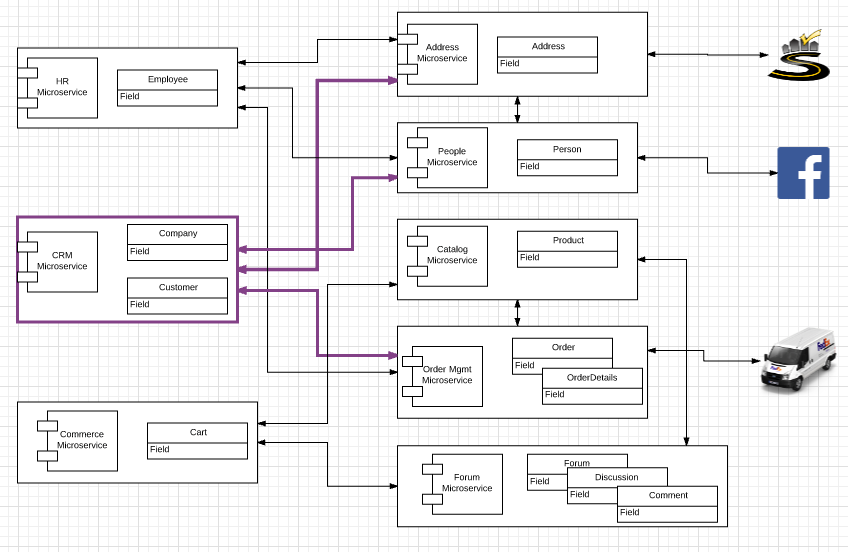 HR
Microservice
Employee
Field
Address
Microservice
Address
Field
People
Microservice
Person
Field
CRM
Microservice
Company
Field
Customer
Field
Catalog
Microservice
Product
Field
Order Mgmt
Microservice
Order
Field
OrderDetails
Field
FedEx
Commerce
Microservice
Cart
Field
Forum
Microservice
Forum
Field
Discussion
Field
Comment
Field